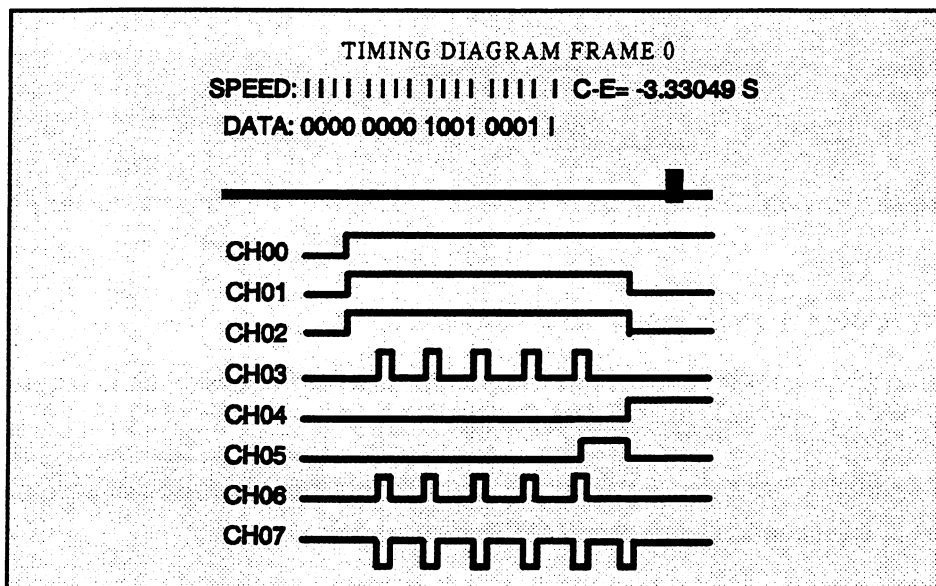 TIMING DIAGRAM FRAME 0
SPEED: IIII IIII IIII IIIII I C-E= -3.33049 S
DATA: 0000 0000 1001 0001 I
CH00
CH01
CH02
CH03
CH04
CH05
CH06
CH07